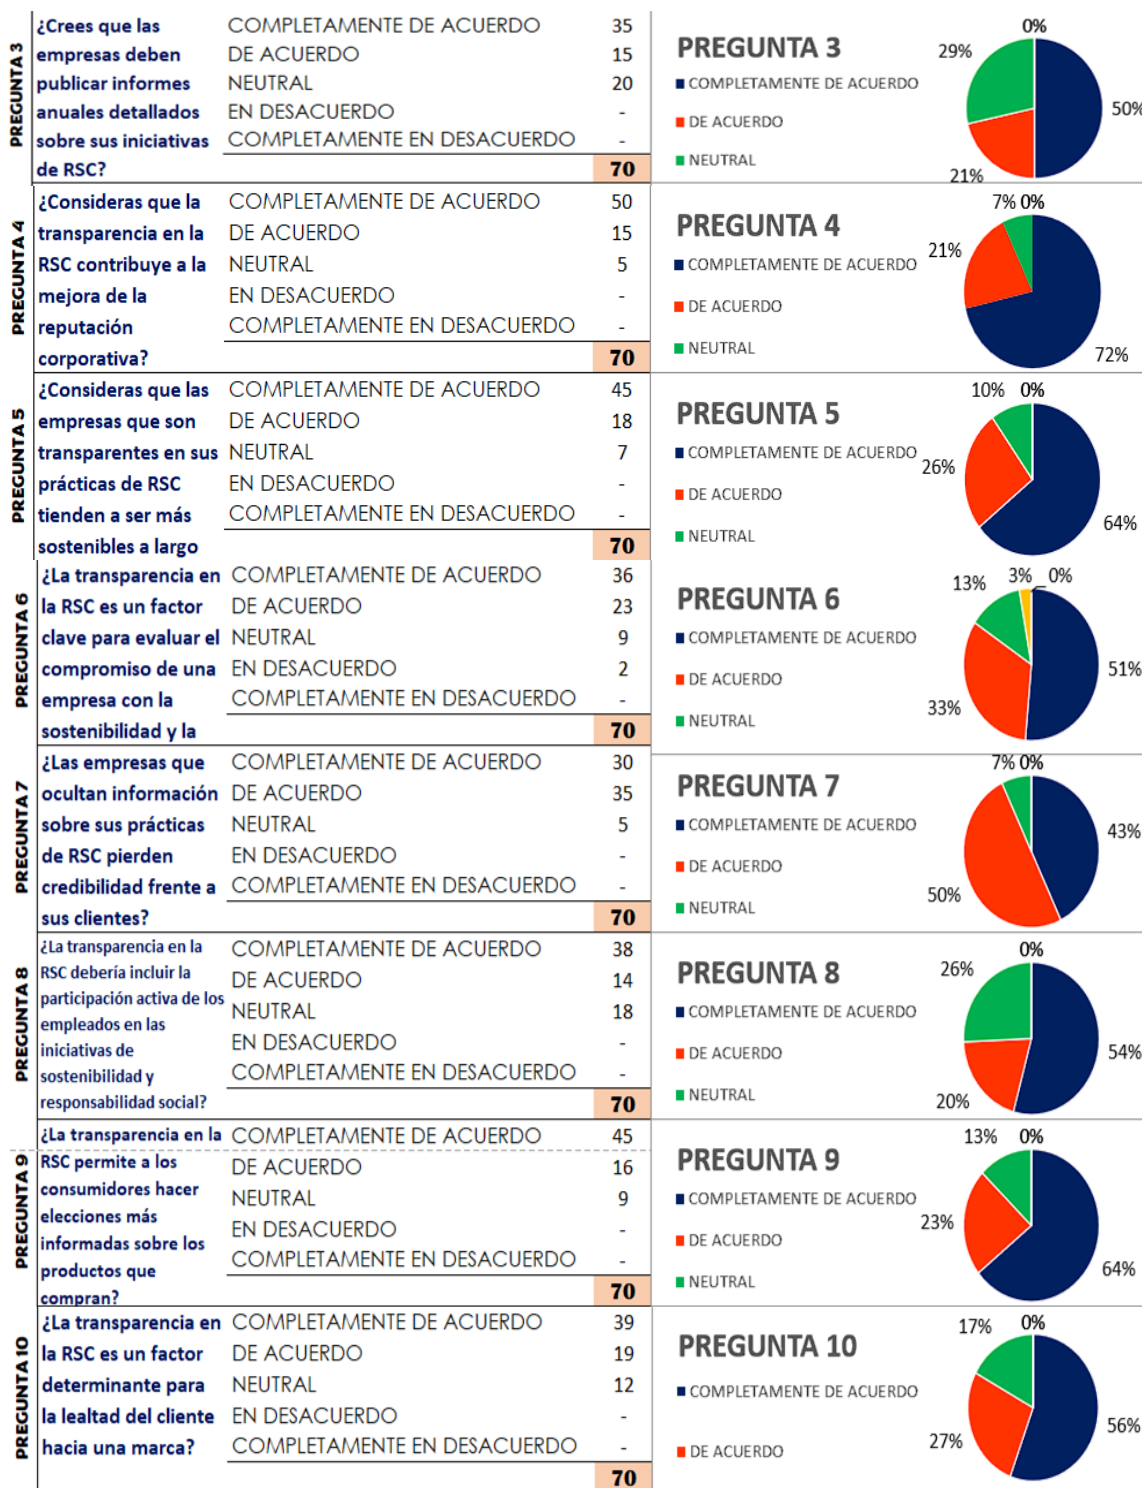 PREGUNTA 3
¿Crees que las
empresas deben
publicar informes
anuales detallados
sobre sus iniciativas
de RSC?
COMPLETAMENTE DE ACUERDO 35
DE ACUERDO 15
NEUTRAL 20
EN DESACUERDO -
COMPLETAMENTE EN DESACUERDO -
70
PREGUNTA 3
COMPLETAMENTE DE ACUERDO
DE ACUERDO
NEUTRAL
0%
29%
50%
21%
PREGUNTA 4
¿Consideras que la
transparencia en la
RSC contribuye a la
mejora de la
reputación
corporativa?
COMPLETAMENTE DE ACUERDO 50
DE ACUERDO 15
NEUTRAL 5
EN DESACUERDO -
COMPLETAMENTE EN DESACUERDO -
70
PREGUNTA 4
COMPLETAMENTE DE ACUERDO
DE ACUERDO
NEUTRAL
7% 0%
21%
72%
PREGUNTA 5
¿Consideras que las
empresas que son
transparentes en sus
prácticas de RSC
tienden a ser más
sostenibles a largo
COMPLETAMENTE DE ACUERDO 45
DE ACUERDO 18
NEUTRAL 7
EN DESACUERDO -
COMPLETAMENTE EN DESACUERDO -
70
PREGUNTA 5
COMPLETAMENTE DE ACUERDO
DE ACUERDO
NEUTRAL
10% 0%
26%
64%
PREGUNTA 6
¿La transparencia en
la RSC es un factor
clave para evaluar el
compromiso de una
empresa con la
sostenibilidad y la
COMPLETAMENTE DE ACUERDO 36
DE ACUERDO 23
NEUTRAL 9
EN DESACUERDO 2
COMPLETAMENTE EN DESACUERDO -
70
PREGUNTA 6
COMPLETAMENTE DE ACUERDO
DE ACUERDO
NEUTRAL
13% 3% 0%
51%
33%
PREGUNTA 7
¿Las empresas que
ocultan información
sobre sus prácticas
de RSC pierden
credibilidad frente a
sus clientes?
COMPLETAMENTE DE ACUERDO 30
DE ACUERDO 35
NEUTRAL 5
EN DESACUERDO -
COMPLETAMENTE EN DESACUERDO -
70
PREGUNTA 7
COMPLETAMENTE DE ACUERDO
DE ACUERDO
NEUTRAL
7% 0%
43%
50%
PREGUNTA 8
¿La transparencia en la
RSC debería incluir la
participación activa de los
empleados en las
iniciativas de
sostenibilidad y
responsabilidad social?
COMPLETAMENTE DE ACUERDO 38
DE ACUERDO 14
NEUTRAL 18
EN DESACUERDO -
COMPLETAMENTE EN DESACUERDO -
70
PREGUNTA 8
COMPLETAMENTE DE ACUERDO
DE ACUERDO
NEUTRAL
0%
26%
54%
20%
PREGUNTA 9
¿La transparencia en la
RSC permite a los
consumidores hacer
elecciones más
informadas sobre los
productos que
compran?
COMPLETAMENTE DE ACUERDO 45
DE ACUERDO 16
NEUTRAL 9
EN DESACUERDO -
COMPLETAMENTE EN DESACUERDO -
70
PREGUNTA 9
COMPLETAMENTE DE ACUERDO
DE ACUERDO
NEUTRAL
13% 0%
23%
64%
PREGUNTA 10
¿La transparencia en
la RSC es un factor
determinante para
la lealtad del cliente
hacia una marca?
COMPLETAMENTE DE ACUERDO 39
DE ACUERDO 19
NEUTRAL 12
EN DESACUERDO -
COMPLETAMENTE EN DESACUERDO -
70
PREGUNTA 10
COMPLETAMENTE DE ACUERDO
DE ACUERDO
17% 0%
56%
27%